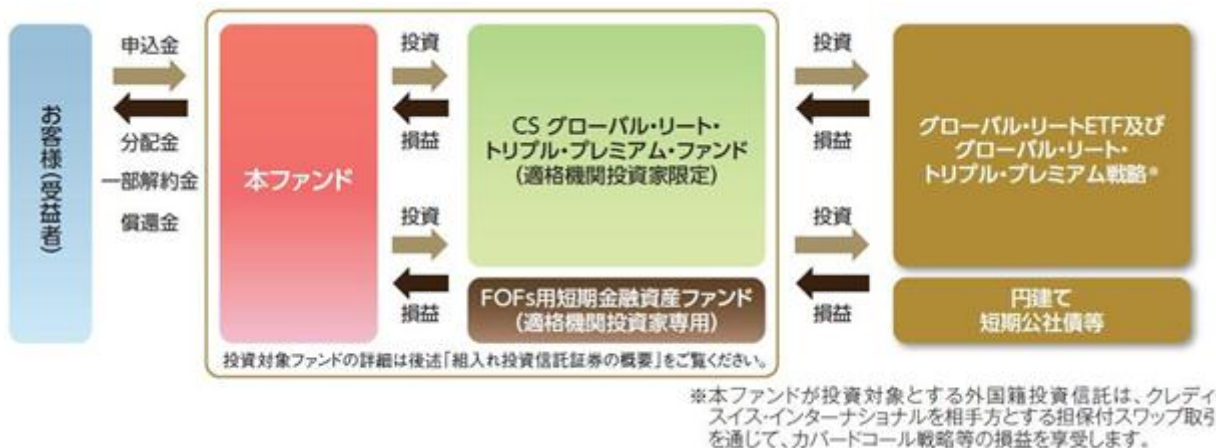 お客様（受益者）
申込金
分配金
一部解約金
償還金
本ファンド
投資
損益
投資
損益
CS グローバル・リート・
トリプル・プレミアム・ファンド
（適格機関投資家限定）
FOFs用短期金融資産ファンド
（適格機関投資家専用）
投資
損益
投資
損益
グローバル・リートETF及び
グローバル・リート・
トリプル・プレミアム戦略※
円建て
短期公社債等
投資対象ファンドの詳細は後述「組入れ投資信託証券の概要」をご覧ください。
※本ファンドが投資対象とする外国籍投資信託は、クレディ
スイス・インターナショナルを相手方とする担保付スワップ取引
を通じて、カバードコール戦略等の損益を享受します。